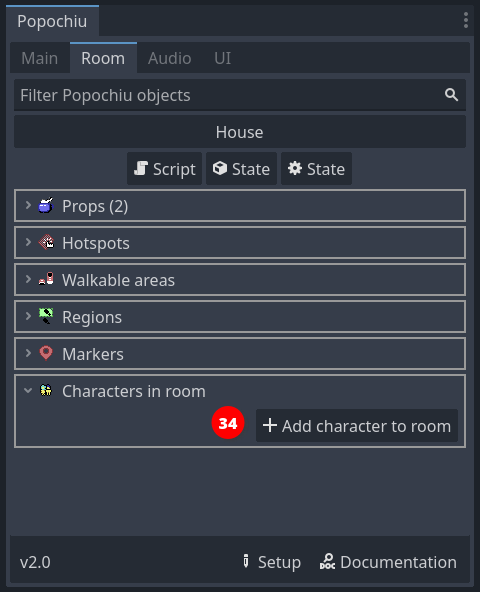 Popochiu
Main Room Audio UI
Filter Popochiu objects
House
Script State State
Props (2)
Hotspots
Walkable areas
Regions
Markers
Characters in room
34 + Add character to room
v2.0 Setup DOC Documentation